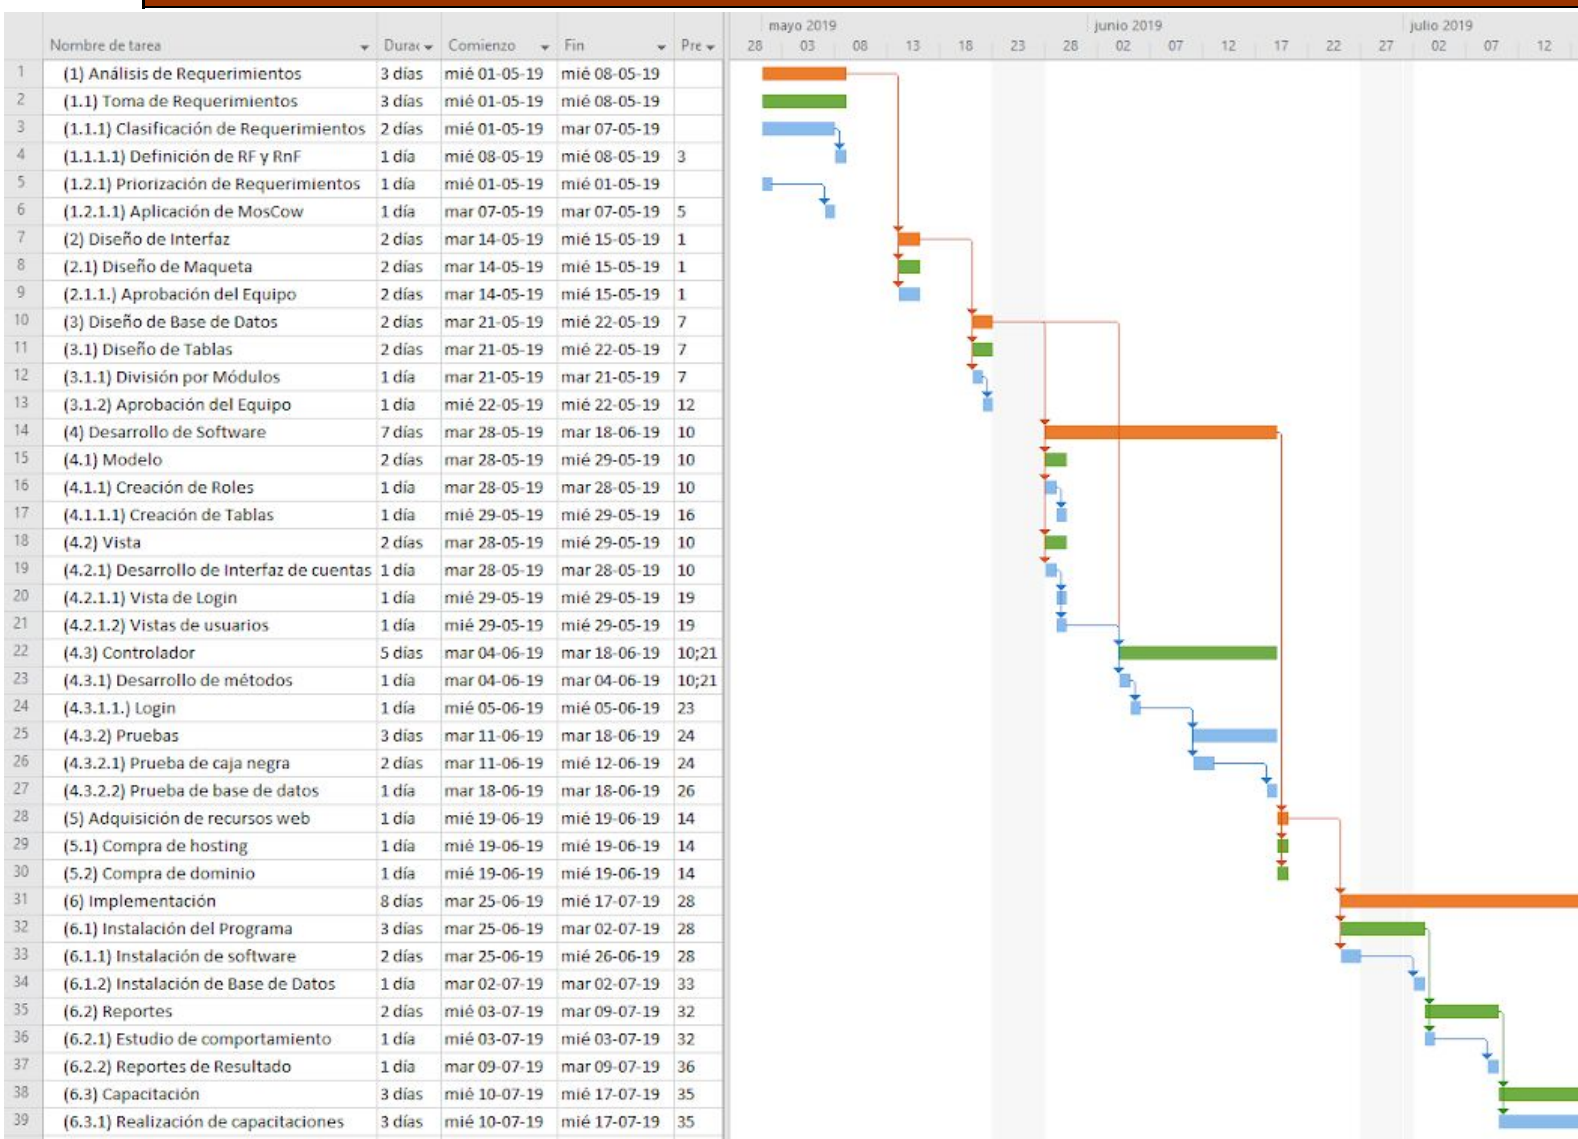 mayo 2019 junio 2019 julio 2019
Nombre de tarea Durac Comienzo Fin Pre 28 03 08 13 18 23 28 02 07 12 17 22 27 02 07 12
1 (1) Análisis de Requerimientos 3 días mié 01-05-19 mié 08-05-19
2 (1.1) Toma de Requerimientos 3 días mié 01-05-19 mié 08-05-19
3 (1.1.1) Clasificación de Requerimientos 2 días mié 01-05-19 mar 07-05-19
4 (1.1.1.1) Definición de RF y RnF 1 día mié 08-05-19 mié 08-05-19 3
5 (1.2.1) Priorización de Requerimientos 1 día mié 01-05-19 mié 01-05-19
6 (1.2.1.1) Aplicación de MosCow 1 día mar 07-05-19 mar 07-05-19 5
7 (2) Diseño de Interfaz 2 días mar 14-05-19 mié 15-05-19 1
8 (2.1) Diseño de Maqueta 2 días mar 14-05-19 mié 15-05-19 1
9 (2.1.1.) Aprobación del Equipo 2 días mar 14-05-19 mié 15-05-19 1
10 (3) Diseño de Base de Datos 2 días mar 21-05-19 mié 22-05-19 7
11 (3.1) Diseño de Tablas 2 días mar 21-05-19 mié 22-05-19 7
12 (3.1.1) División por Módulos 1 día mar 21-05-19 mar 21-05-19 7
13 (3.1.2) Aprobación del Equipo 1 día mié 22-05-19 mié 22-05-19 12
14 (4) Desarrollo de Software 7 días mar 28-05-19 mar 18-06-19 10
15 (4.1) Modelo 2 días mar 28-05-19 mié 29-05-19 10
16 (4.1.1) Creación de Roles 1 día mar 28-05-19 mar 28-05-19 10
17 (4.1.1.1) Creación de Tablas 1 día mié 29-05-19 mié 29-05-19 16
18 (4.2) Vista 2 días mar 28-05-19 mié 29-05-19 10
19 (4.2.1) Desarrollo de Interfaz de cuentas 1 día mar 28-05-19 mar 28-05-19 10
20 (4.2.1.1) Vista de Login 1 día mié 29-05-19 mié 29-05-19 19
21 (4.2.1.2) Vistas de usuarios 1 día mié 29-05-19 mié 29-05-19 19
22 (4.3) Controlador 5 días mar 04-06-19 mar 18-06-19 10;21
23 (4.3.1) Desarrollo de métodos 1 día mar 04-06-19 mar 04-06-19 10;21
24 (4.3.1.1.) Login 1 día mié 05-06-19 mié 05-06-19 23
25 (4.3.2) Pruebas 3 días mar 11-06-19 mar 18-06-19 24
26 (4.3.2.1) Prueba de caja negra 2 días mar 11-06-19 mié 12-06-19 24
27 (4.3.2.2) Prueba de base de datos 1 día mar 18-06-19 mar 18-06-19 26
28 (5) Adquisición de recursos web 1 día mié 19-06-19 mié 19-06-19 14
29 (5.1) Compra de hosting 1 día mié 19-06-19 mié 19-06-19 14
30 (5.2) Compra de dominio 1 día mié 19-06-19 mié 19-06-19 14
31 (6) Implementación 8 días mar 25-06-19 mié 17-07-19 28
32 (6.1) Instalación del Programa 3 días mar 25-06-19 mar 02-07-19 28
33 (6.1.1) Instalación de software 2 días mar 25-06-19 mié 26-06-19 28
34 (6.1.2) Instalación de Base de Datos 1 día mar 02-07-19 mar 02-07-19 33
35 (6.2) Reportes 2 días mié 03-07-19 mar 09-07-19 32
36 (6.2.1) Estudio de comportamiento 1 día mié 03-07-19 mié 03-07-19 32
37 (6.2.2) Reportes de Resultado 1 día mar 09-07-19 mar 09-07-19 36
38 (6.3) Capacitación 3 días mié 10-07-19 mié 17-07-19 35
39 (6.3.1) Realización de capacitaciones 3 días mié 10-07-19 mié 17-07-19 35